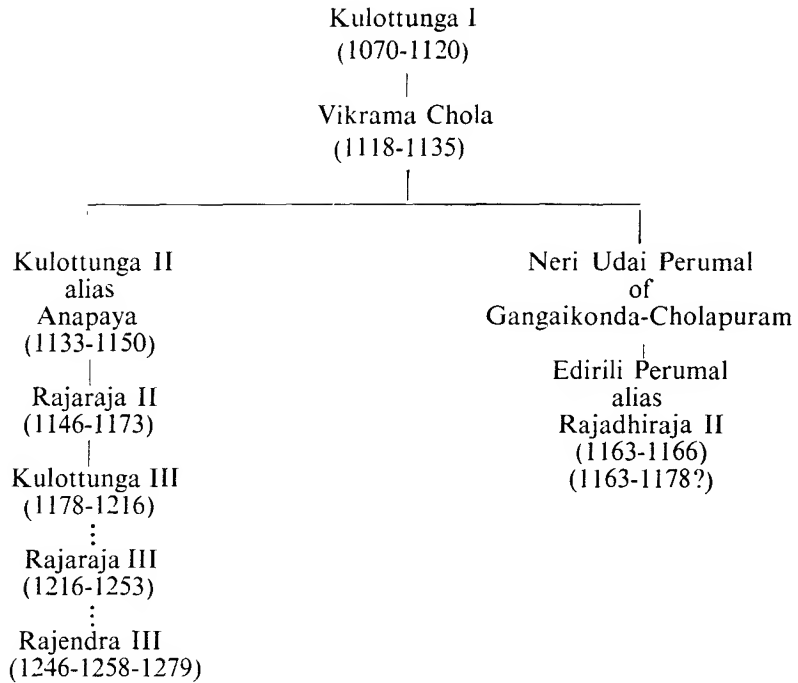 Kulottunga I
(1070-1120)
Vikrama Chola
(1118-1135)
Kulottunga II
alias
Anapaya
(1133-1150)
Rajaraja II
(1146-1173)
Kulottunga III
(1178-1216)
Rajaraja III
(1216-1253)
Rajendra III
(1246-1258-1279)
Neri Udai Perumal
of
Gangaikonda-Cholapuram
Edirili Perumal
alias
Rajadhiraja II
(1163-1166)
(1163-1178?)